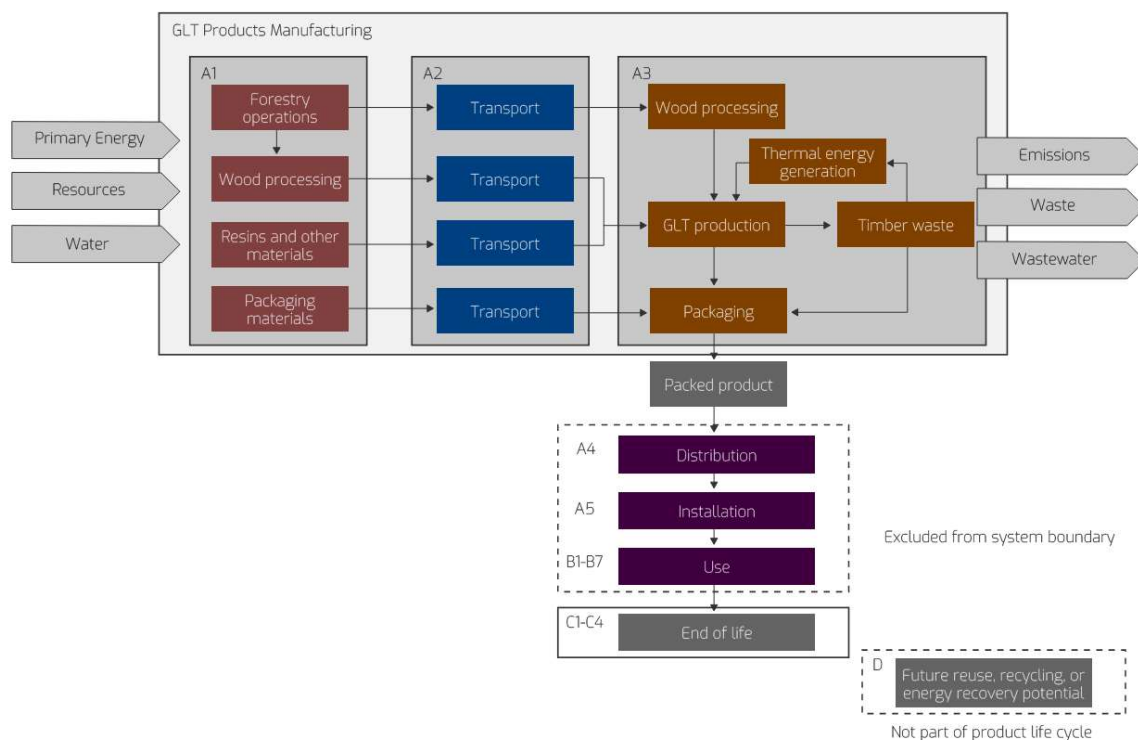 GLT Products Manufacturing
A1
A2
A3
Forestry
operations
Transport
Wood processing
Primary Energy
Resources
Water
Wood processing
Transport
Thermal energy
generation
Resins and other
materials
Transport
GLT production
Timber waste
Packaging
materials
Transport
Packaging
Emissions
Waste
Wastewater
Packed product
A4
Distribution
A5
Installation
B1-B7
Use
Excluded from system boundary
C1-C4
End of life
D
Future reuse, recycling, or
energy recovery potential
Not part of product life cycle